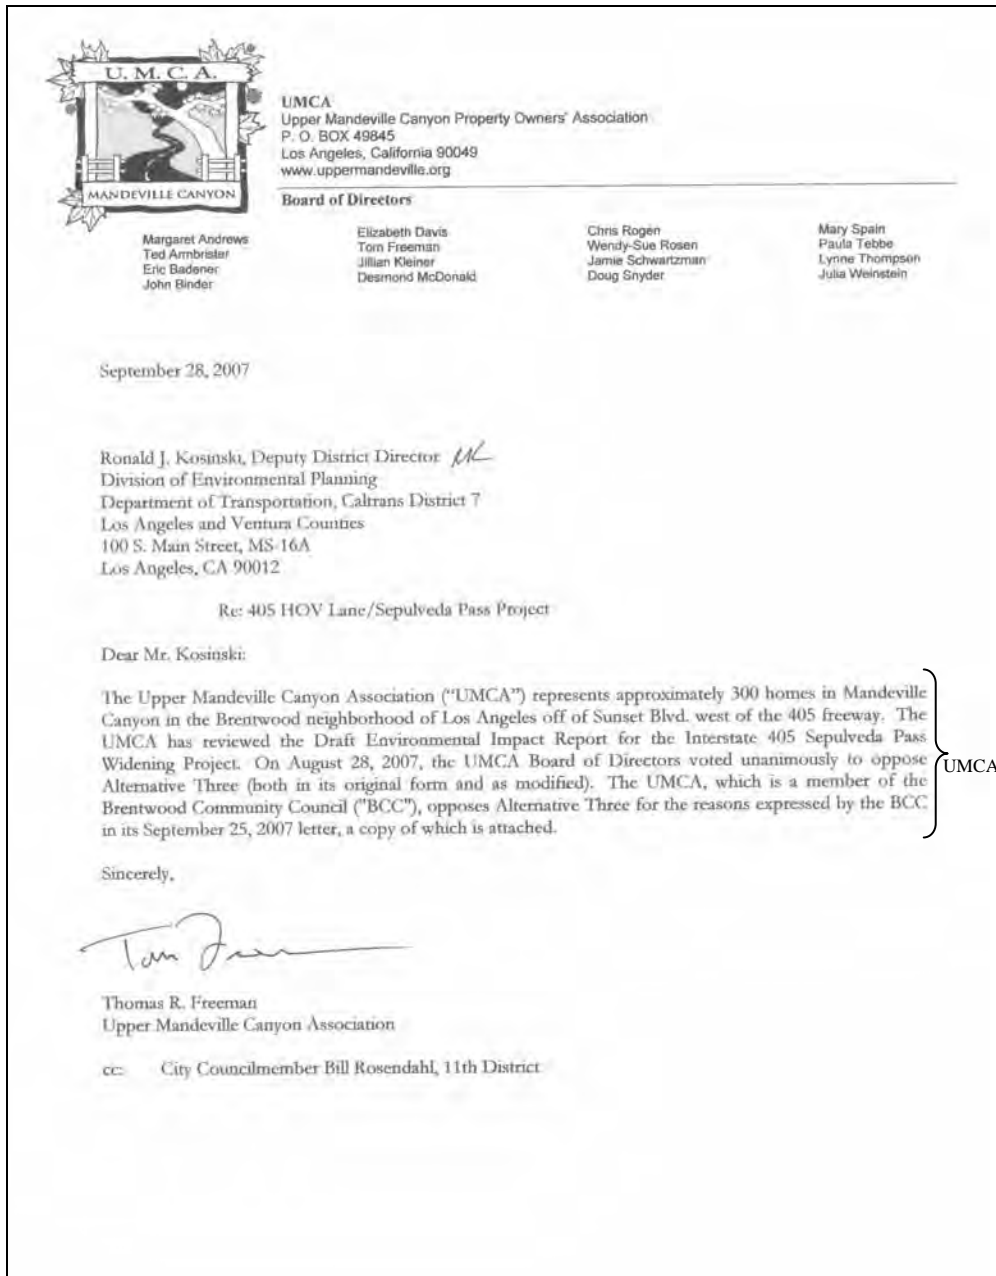 U. M. C. A.
MANDEVILLE CANYON
UMCA
Upper Mandeville Canyon Property Owners' Association
P. O. BOX 49845
Los Angeles, California 90049
www.uppermandeville.org
Board of Directors
Margaret Andrews
Ted Armbrister
Eric Badener
John Binder
Elizabeth Davis
Tom Freeman
Jillian Kleiner
Desmond McDonald
Chris Rogen
Wendy-Sue Rosen
Jamie Schwartzman
Doug Snyder
Mary Spain
Paula Tebbe
Lynne Thompson
Julia Weinstein
September 28, 2007
Ronald J. Kosinski, Deputy District Director
Division of Environmental Planning
Department of Transportation, Caltrans District 7
Los Angeles and Ventura Counties
100 S. Main Street, MS-16A
Los Angeles, CA 90012
Re: 405 HOV Lane/Sepulveda Pass Project
Dear Mr. Kosinski:
The Upper Mandeville Canyon Association ("UMCA") represents approximately 300 homes in Mandeville
Canyon in the Brentwood neighborhood of Los Angeles off of Sunset Blvd. west of the 405 freeway. The
UMCA has reviewed the Draft Environmental Impact Report for the Interstate 405 Sepulveda Pass
Widening Project. On August 28, 2007, the UMCA Board of Directors voted unanimously to oppose
Alternative Three (both in its original form and as modified). The UMCA, which is a member of the
Brentwood Community Council ("BCC"), opposes Alternative Three for the reasons expressed by the BCC
in its September 25, 2007 letter, a copy of which is attached.
UMCA
Sincerely,
Tom Freeman
Thomas R. Freeman
Upper Mandeville Canyon Association
cc: City Councilmember Bill Rosendahl, 11th District